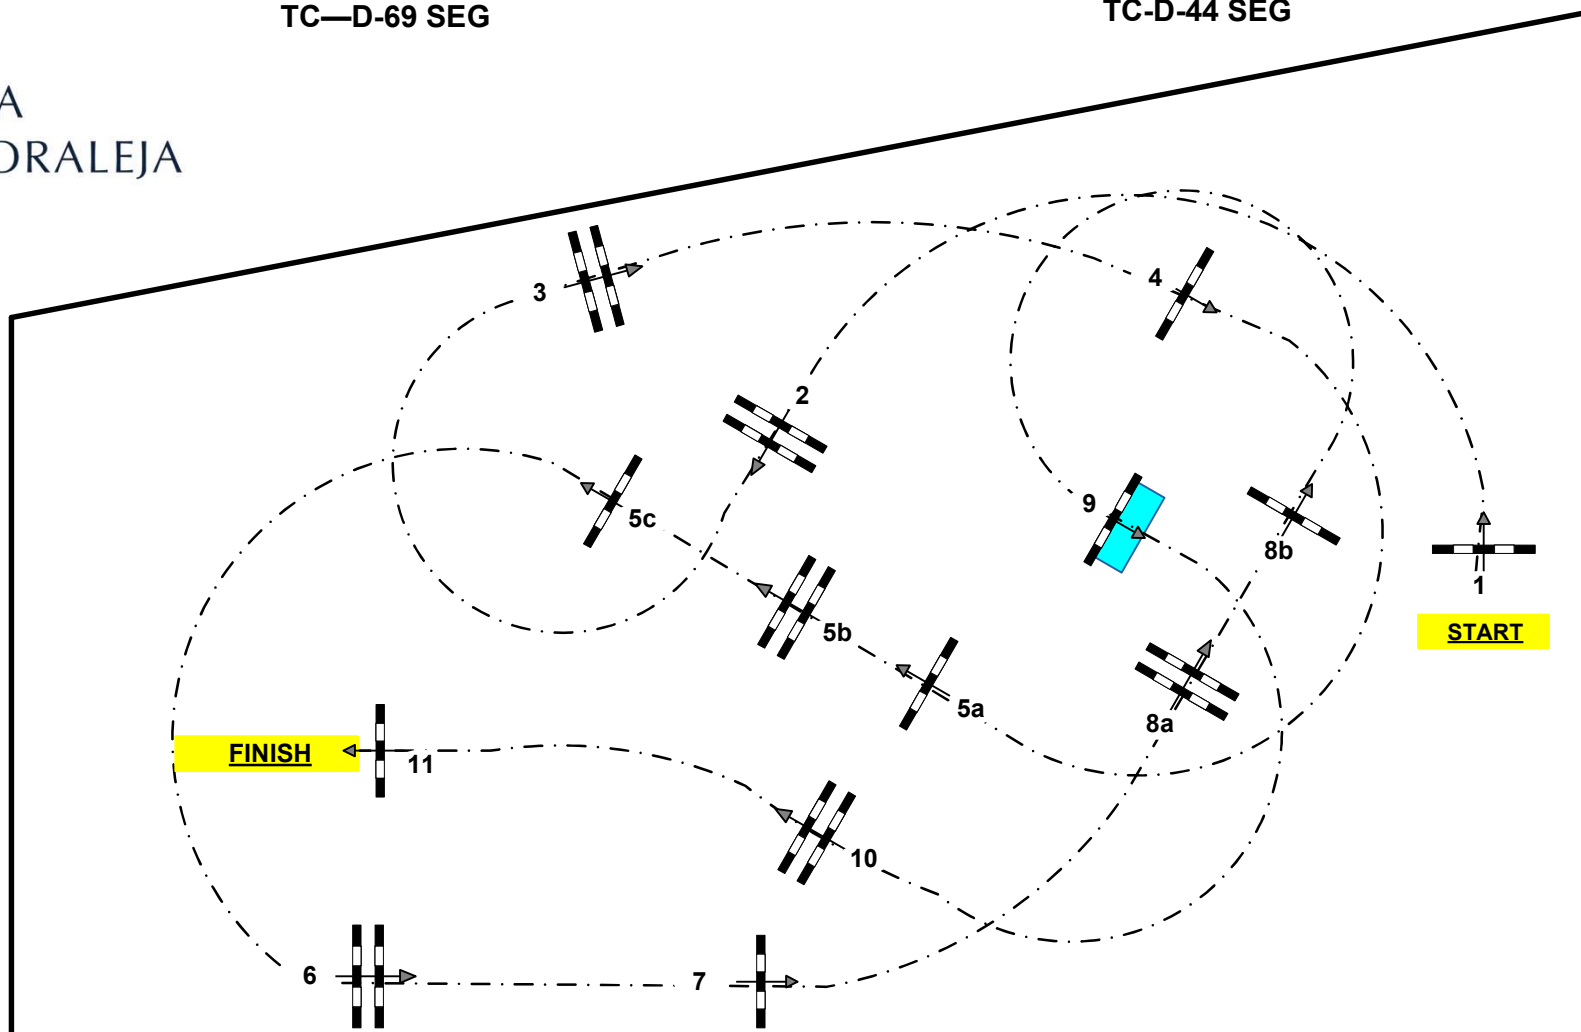 TC—D-69 SEG
TC-D-44 SEG
A
ORALEJA
3
4
2
9
5c
8b
1
START
5b
5a
8a
FINISH
11
10
6
7